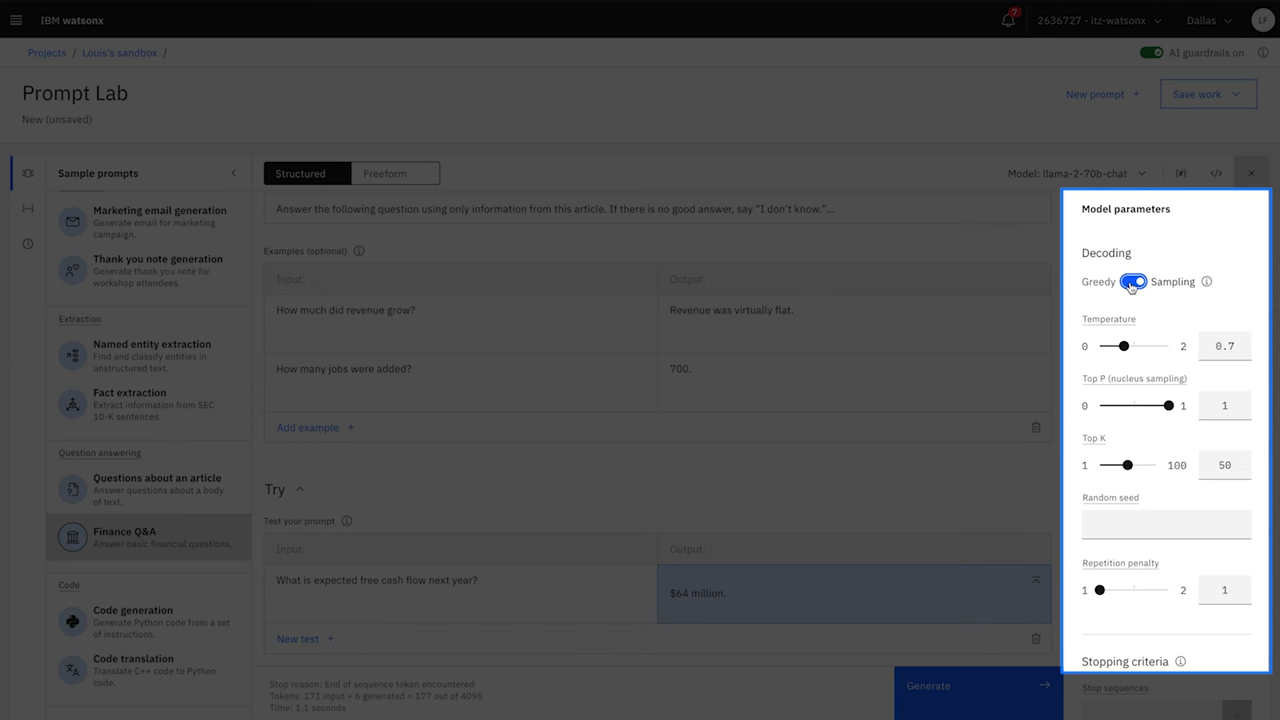 IBM watsonx
7
2636727 - itz-watsonx
Dallas
LF
Projects / Louis's sandbox /
AI guardrails on
Prompt Lab
New (unsaved)
New prompt +
Save work
Sample prompts
Structured
Freeform
Model: llama-2-70b-chat
Marketing email generation
Generate email for marketing
campaign.
Thank you note generation
Generate thank you note for
workshop attendees.
Extraction
Named entity extraction
Find and classify entities in
unstructured text.
Fact extraction
Extract information from SEC
10-K sentences.
Question answering
Questions about an article
Answer questions about a body
of text.
Finance Q&A
Answer basic financial questions.
Code
Code generation
Generate Python code from a set
of instructions.
Code translation
Translate C++ code to Python
code.
Answer the following question using only information from this article. If there is no good answer, say "I don't know."...
Examples (optional)
Input:
Output:
How much did revenue grow?
Revenue was virtually flat.
How many jobs were added?
700.
Add example +
Try
Test your prompt
Input:
Output:
What is expected free cash flow next year?
$64 million.
New test +
Stop reason: End of sequence token encountered
Tokens: 171 input + 6 generated = 177 out of 4096
Time: 1.1 seconds
Generate
Model parameters
Decoding
Greedy
Sampling
Temperature
0 2 0.7
Top P (nucleus sampling)
0 1 1
Top K
1 100 50
Random seed
Repetition penalty
1 2 1
Stopping criteria
Stop sequences